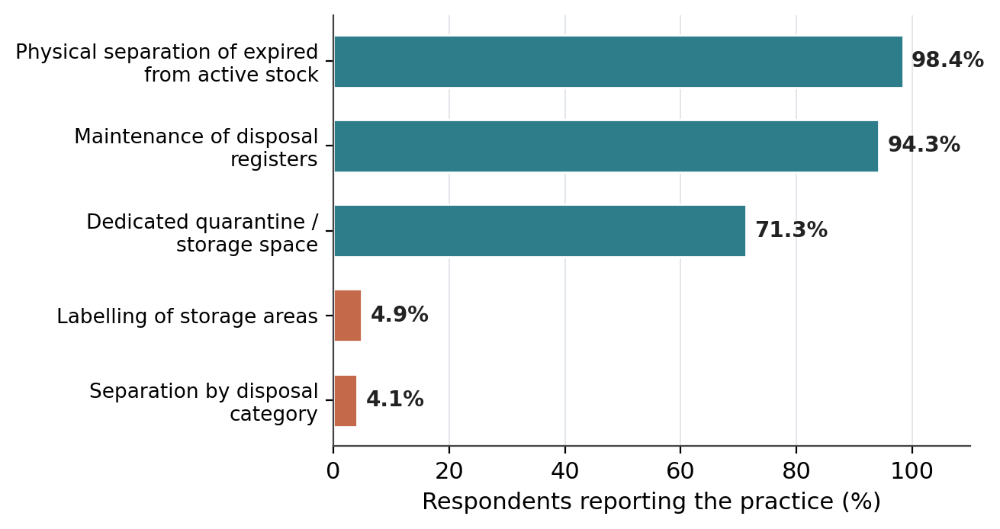 Physical separation of expired
from active stock
98.4%
Maintenance of disposal
registers
94.3%
Dedicated quarantine /
storage space
71.3%
Labelling of storage areas
4.9%
Separation by disposal
category
4.1%
0 20 40 60 80 100
Respondents reporting the practice (%)